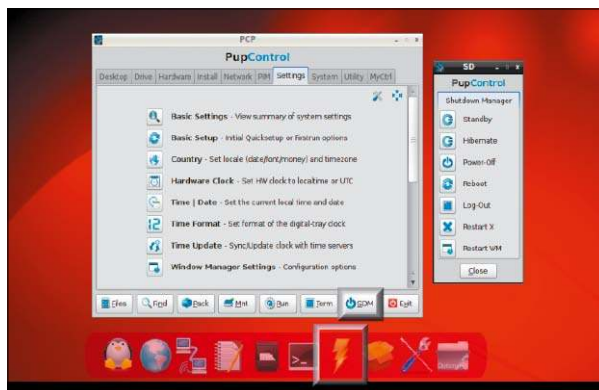 PCP
PupControl
Desktop Drive Hardware Install Network PIM Settings System Utility MyCtrl
Basic Settings - View summary of system settings
Basic Setup - Initial Quicksetup or Firstrun options
Country - Set locale (date/font/money) and timezone
Hardware Clock - Set HW clock to localtime or UTC
Time | Date - Set the current local time and date
Time Format - Set format of the digital-tray clock
Time Update - Sync/Update clock with time servers
Window Manager Settings - Configuration options
Files Find Pack Mnt Run Term SDM Exit
SD
PupControl
Shutdown Manager
Standby
Hibernate
Power-Off
Reboot
Log-Out
Restart X
Restart WM
Close